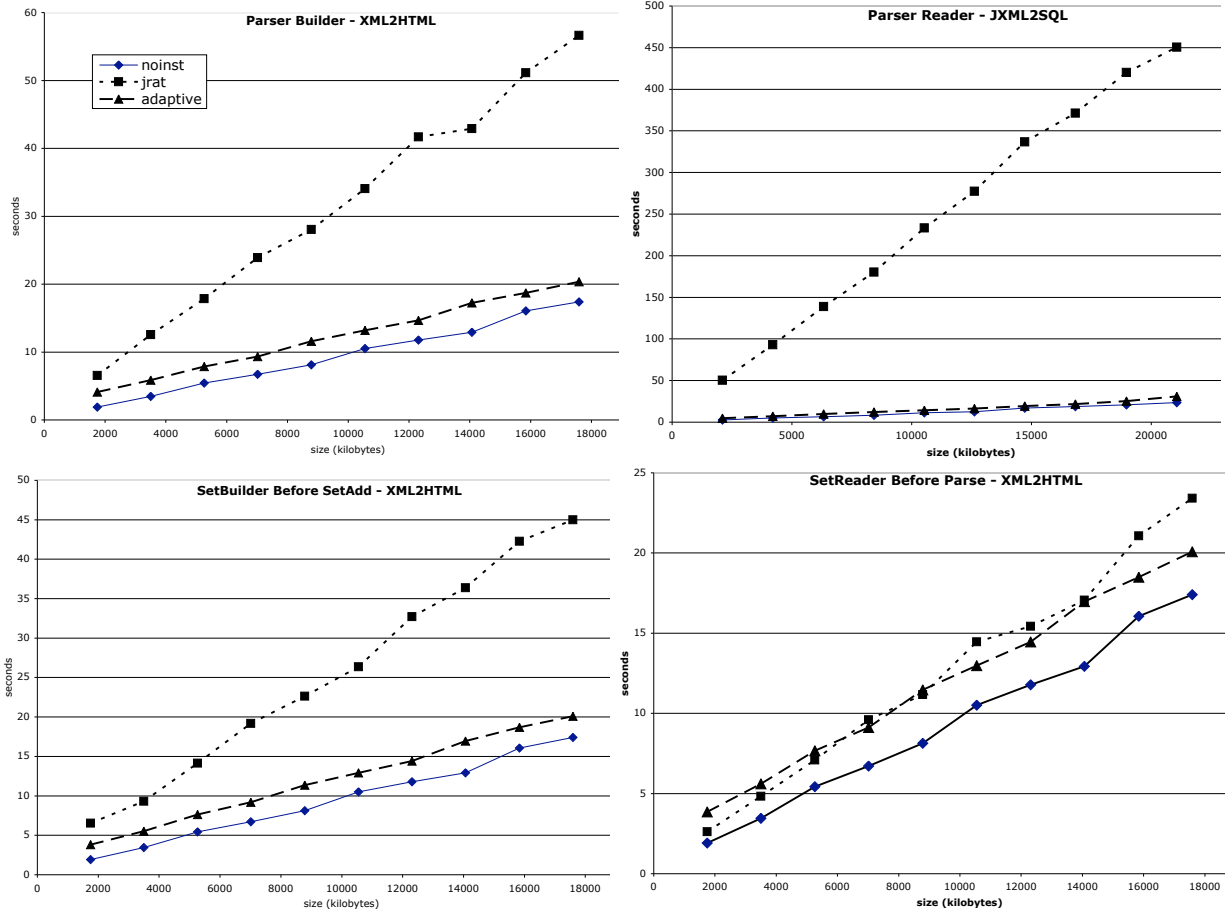 Parser Builder - XML2HTML
60
50
40
30
20
10
0
seconds
noinst
jrat
adaptive
0 2000 4000 6000 8000 10000 12000 14000 16000 18000
size (kilobytes)
Parser Reader - JXML2SQL
500
450
400
350
300
250
200
150
100
50
0
seconds
0 5000 10000 15000 20000
size (kilobytes)
SetBuilder Before SetAdd - XML2HTML
50
45
40
35
30
25
20
15
10
5
0
seconds
0 2000 4000 6000 8000 10000 12000 14000 16000 18000
size (kilobytes)
SetReader Before Parse - XML2HTML
25
20
15
10
5
0
seconds
0 2000 4000 6000 8000 10000 12000 14000 16000 18000
size (kilobytes)